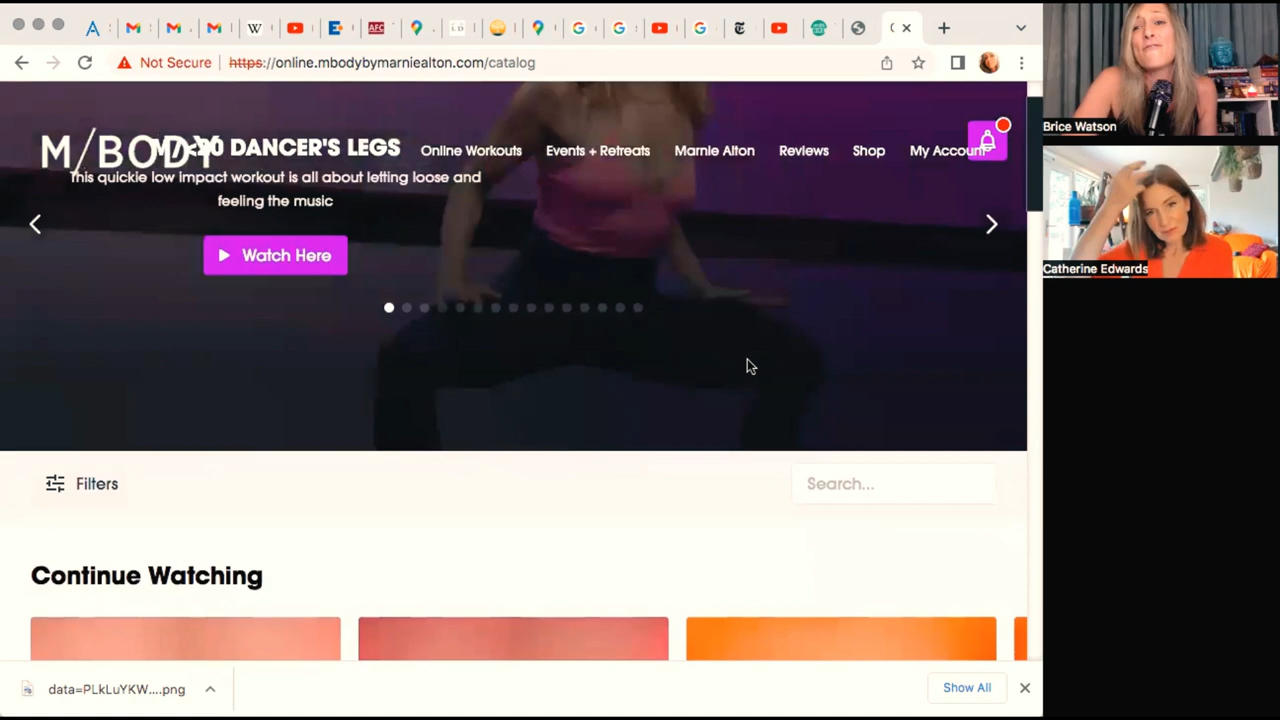 Not Secure
https://online.mbodybymarniealton.com/catalog
M/BODY
DANCER'S LEGS
Online Workouts
Events + Retreats
Marnie Alton
Reviews
Shop
My Account
This quickie low impact workout is all about letting loose and
feeling the music
Watch Here
Filters
Search...
Continue Watching
data=PLkLuYKW....png
Show All
Brice Watson
Catherine Edwards